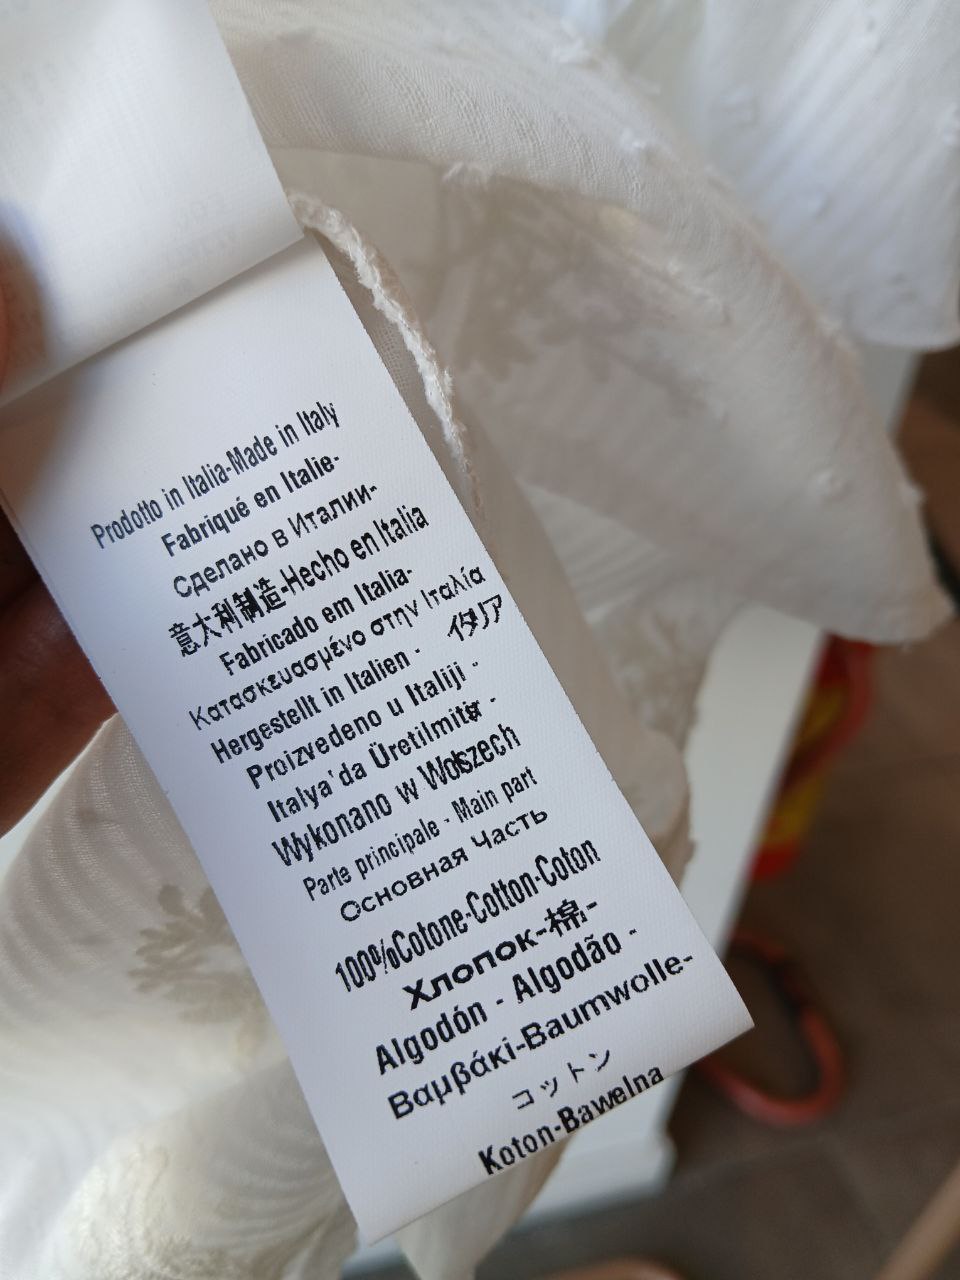 Prodotto in Italia-Made in Italy
Fabriqué en Italie-
Сделано в Италии-
意大利制造-Hecho en Italia
Fabricado em Italia-
Κατασκευασμένο στην Ιταλία
Hergestellt in Italien - イタリア
Proizvedeno u Italiji -
Italya'da Üretilmiştir -
Wykonano w Wołszech
Parte principale - Main part
Основная Часть
100%Cotone-Cotton-Coton
Хлопок-棉-
Algodón - Algodão -
Βαμβάκι-Baumwolle-
コットン
Koton-Bawelna